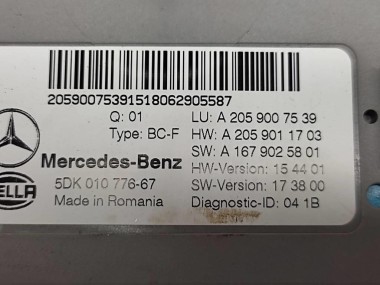 20590075391518062905587
Q: 01 LU: A 205 900 75 39
Type: BC-F HW: A 205 901 17 03
Mercedes-Benz SW: A 167 902 58 01
HW-Version: 15 44 01
HELLA 5DK 010 776-67 SW-Version: 17 38 00
Made in Romania Diagnostic-ID: 04 1B